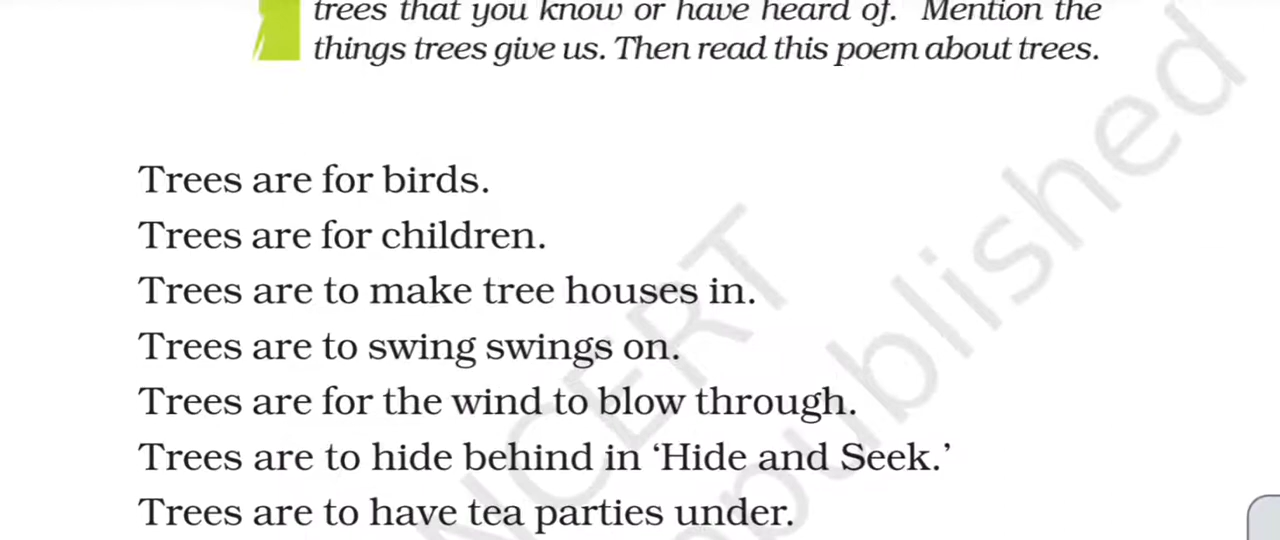 trees that you know or have heard of. Mention the
things trees give us. Then read this poem about trees.
Trees are for birds.
Trees are for children.
Trees are to make tree houses in.
Trees are to swing swings on.
Trees are for the wind to blow through.
Trees are to hide behind in ‘Hide and Seek.’
Trees are to have tea parties under.
NCERT
published